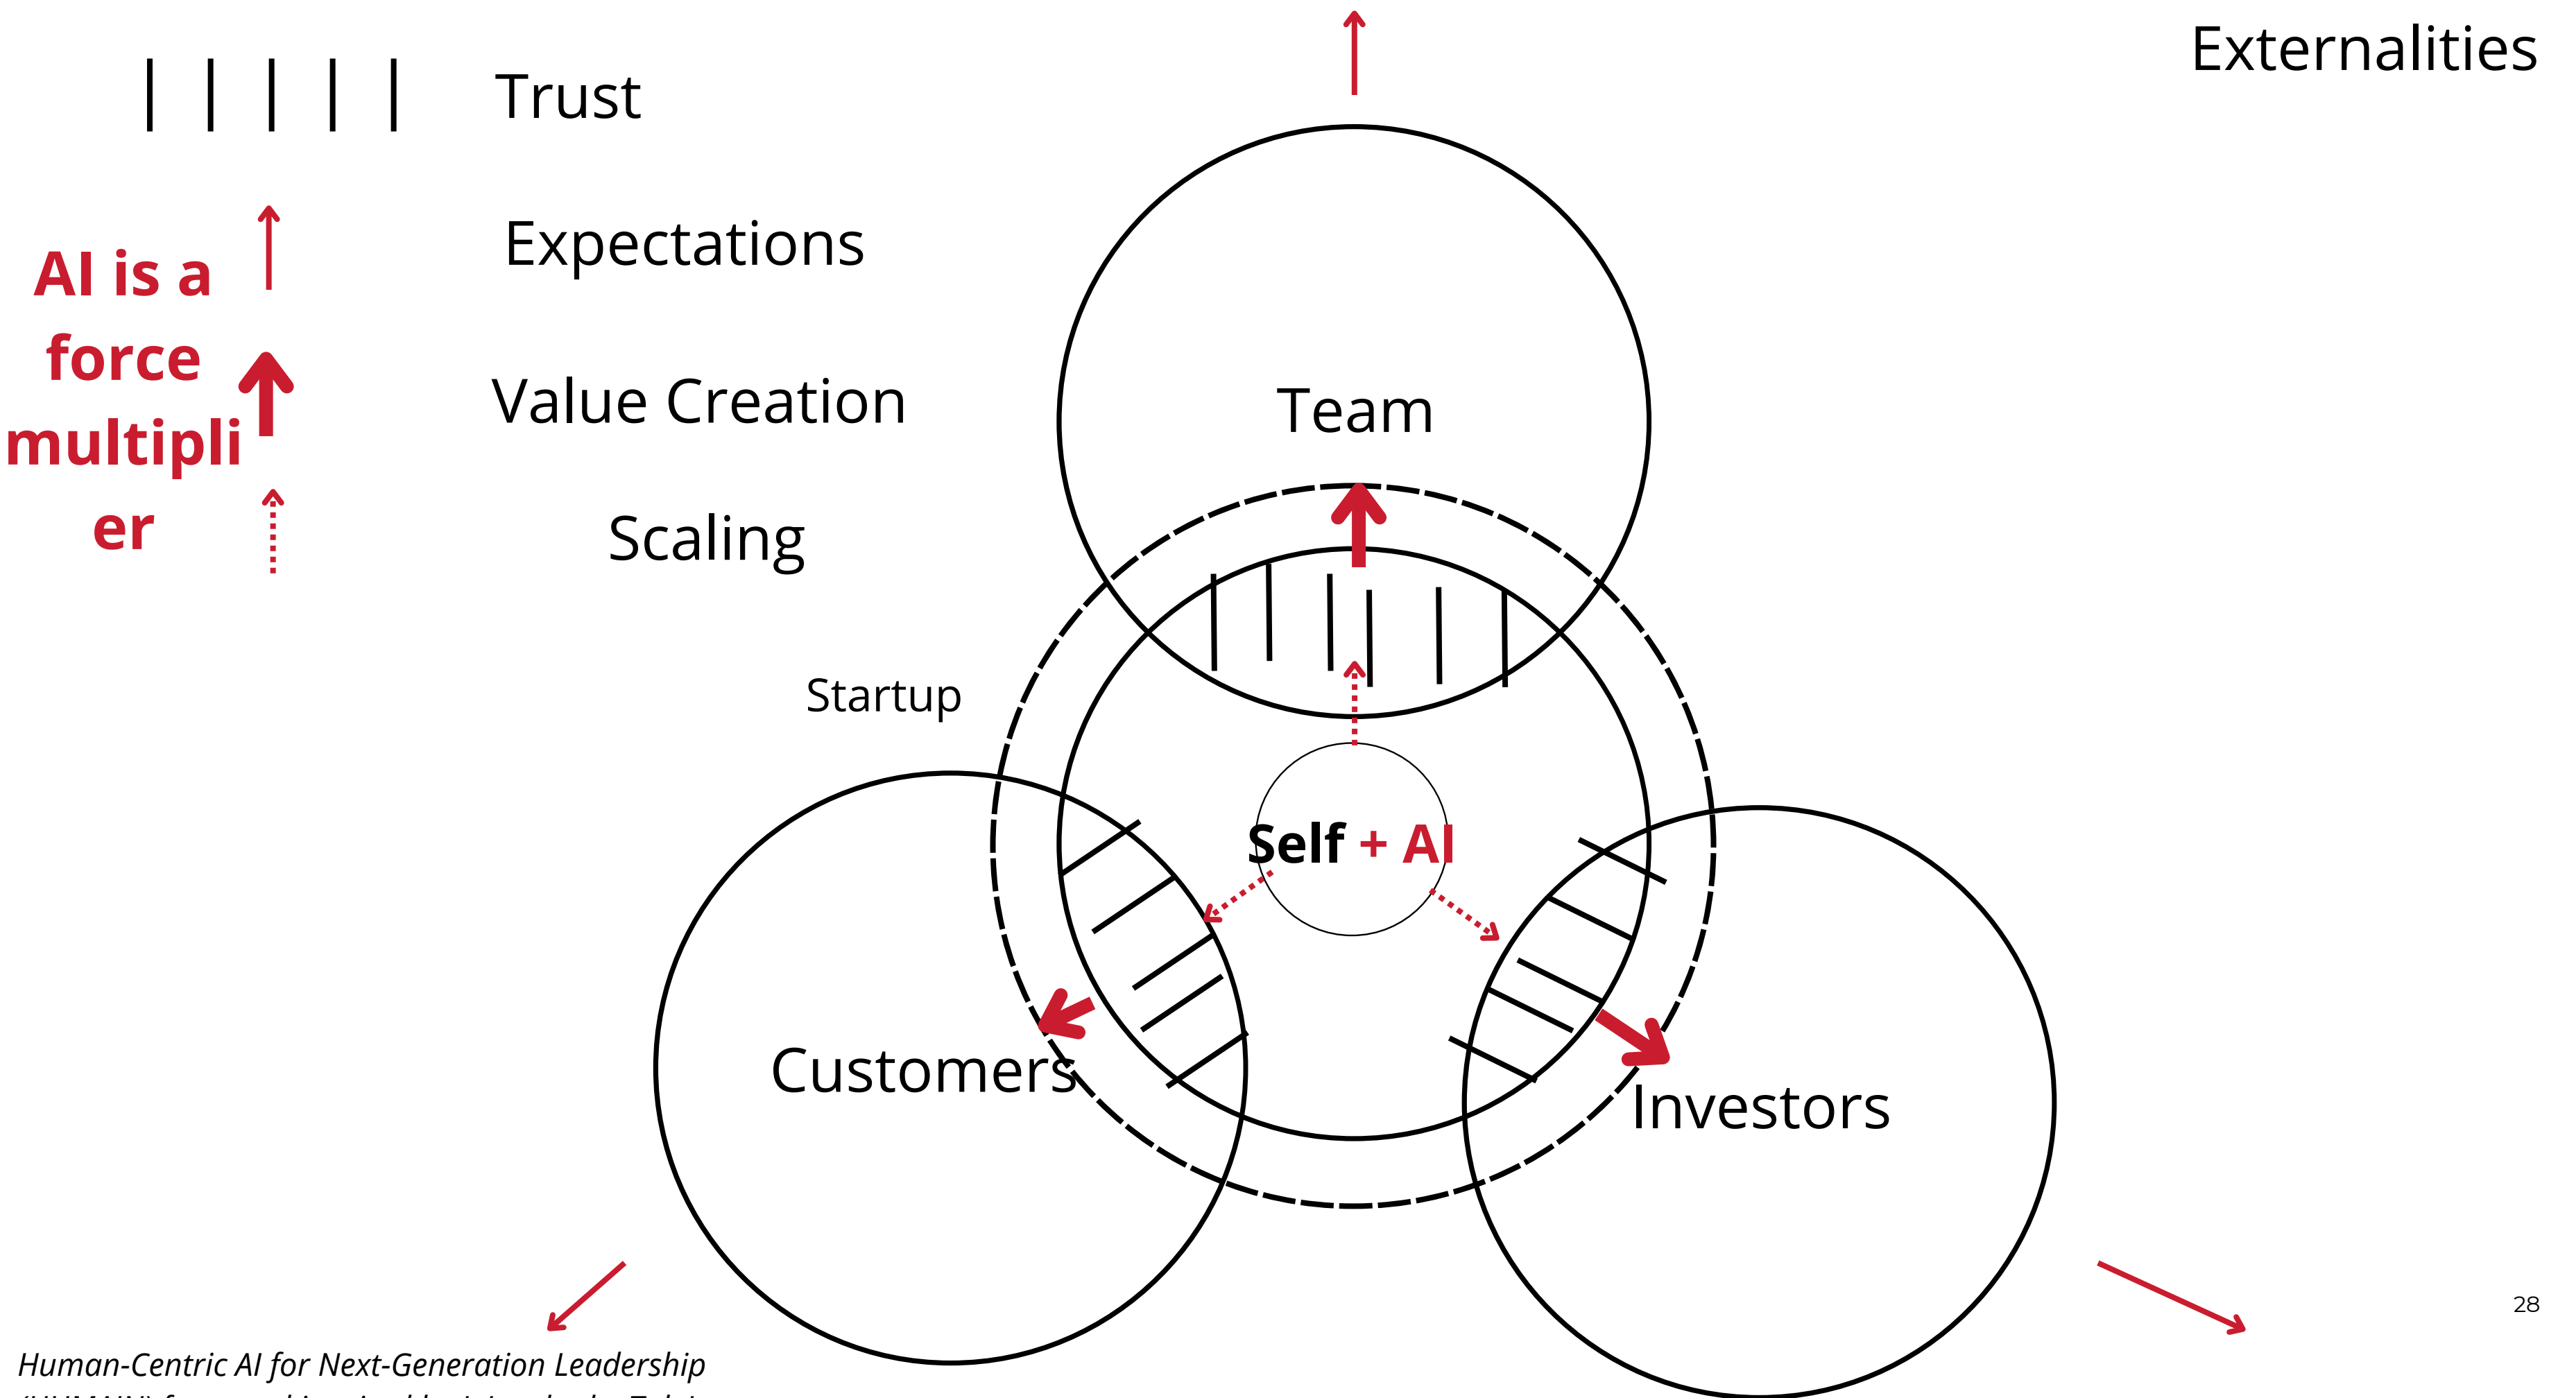 Externalities
Trust
Expectations
AI is a
force
multipli
er
Value Creation
Scaling
Team
Startup
Self + AI
Customers
Investors
28
Human-Centric AI for Next-Generation Leadership